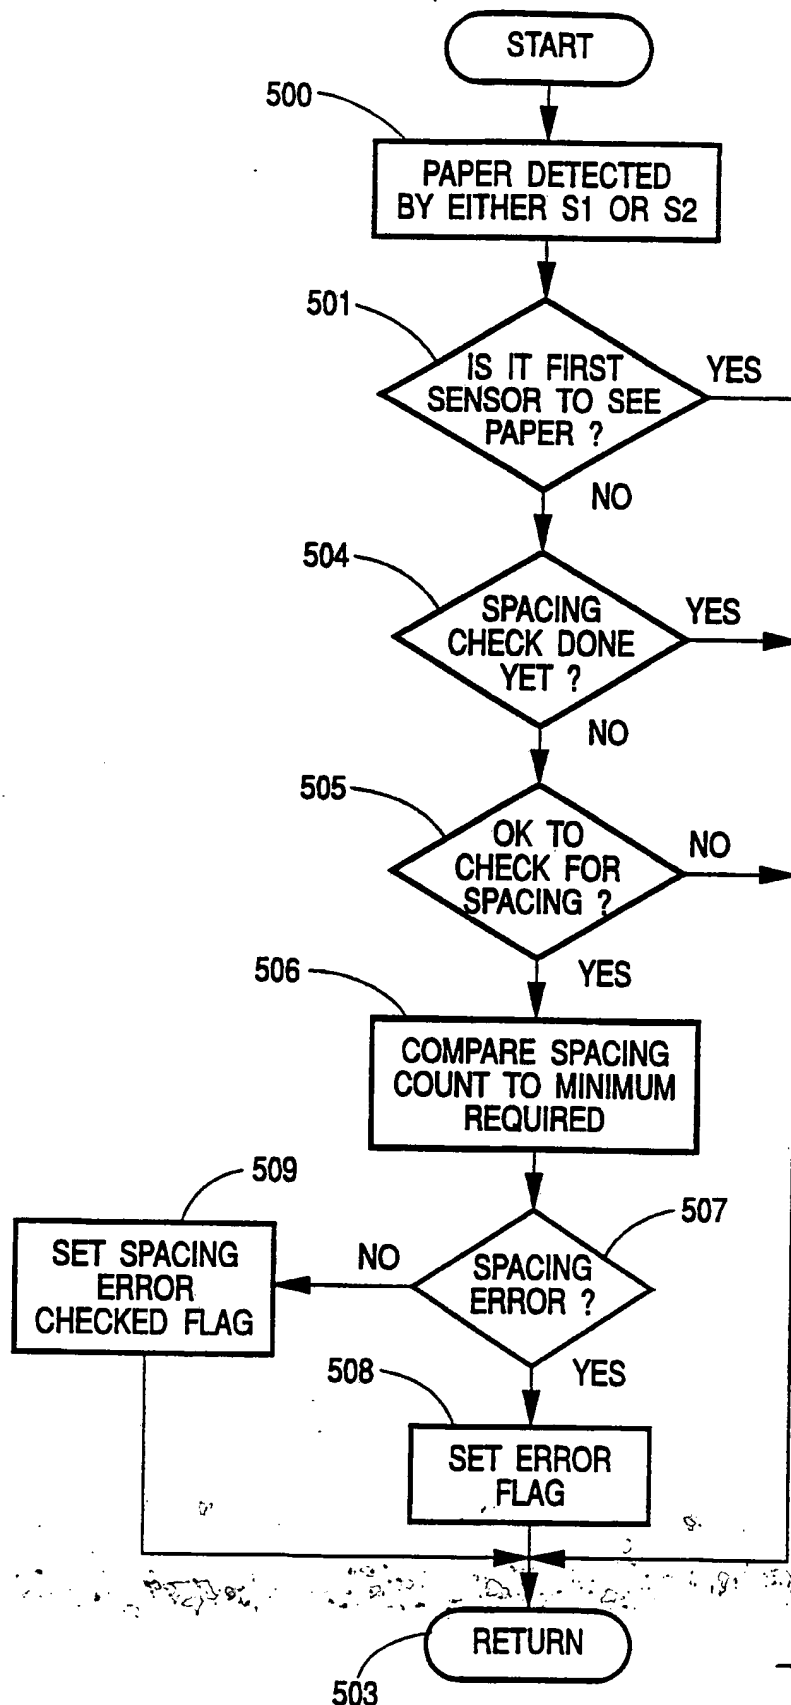 START
500
PAPER DETECTED
BY EITHER S1 OR S2
501
IS IT FIRST
SENSOR TO SEE
PAPER ?
YES
NO
504
SPACING
CHECK DONE
YET ?
YES
NO
505
OK TO
CHECK FOR
SPACING ?
NO
YES
506
COMPARE SPACING
COUNT TO MINIMUM
REQUIRED
509
SET SPACING
ERROR
CHECKED FLAG
NO
507
SPACING
ERROR ?
YES
508
SET ERROR
FLAG
RETURN
503